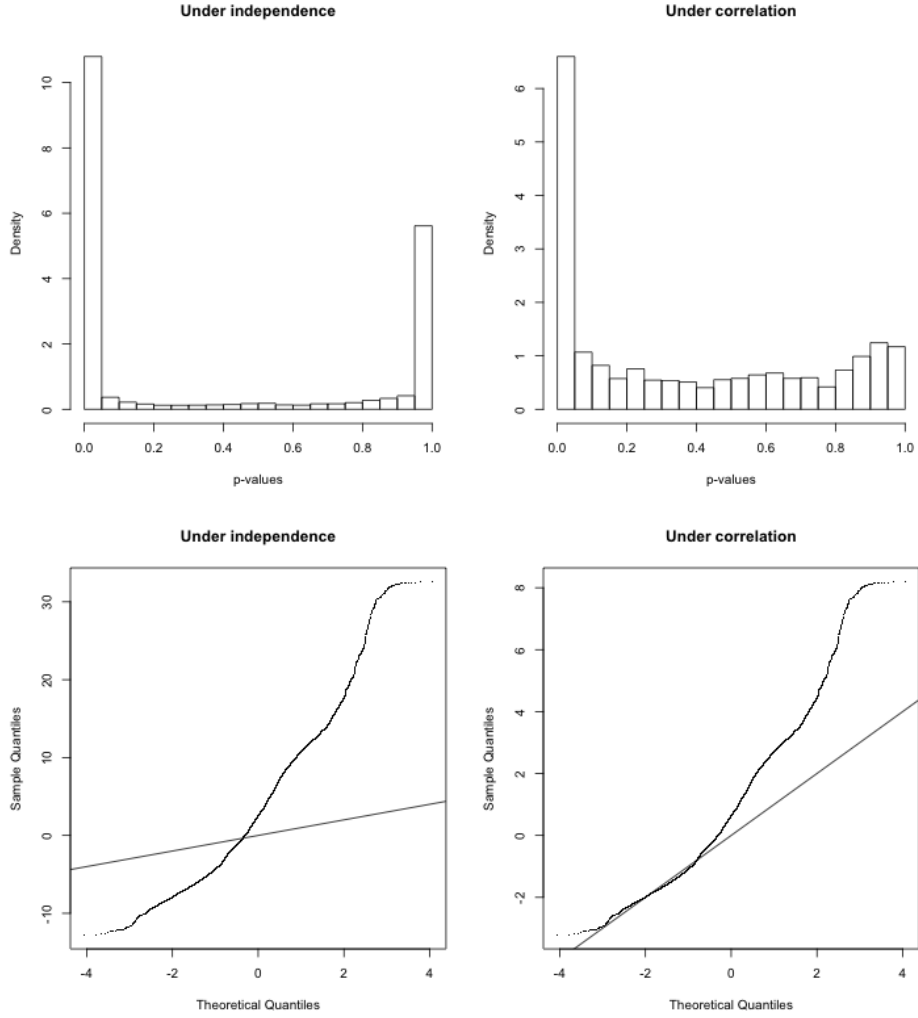 Under independence
10
8
6
4
2
0
Density
0.0 0.2 0.4 0.6 0.8 1.0
p-values
Under correlation
6
5
4
3
2
1
0
Density
0.0 0.2 0.4 0.6 0.8 1.0
p-values
Under independence
30
20
10
0
-10
Sample Quantiles
-4 -2 0 2 4
Theoretical Quantiles
Under correlation
8
6
4
2
0
-2
Sample Quantiles
-4 -2 0 2 4
Theoretical Quantiles